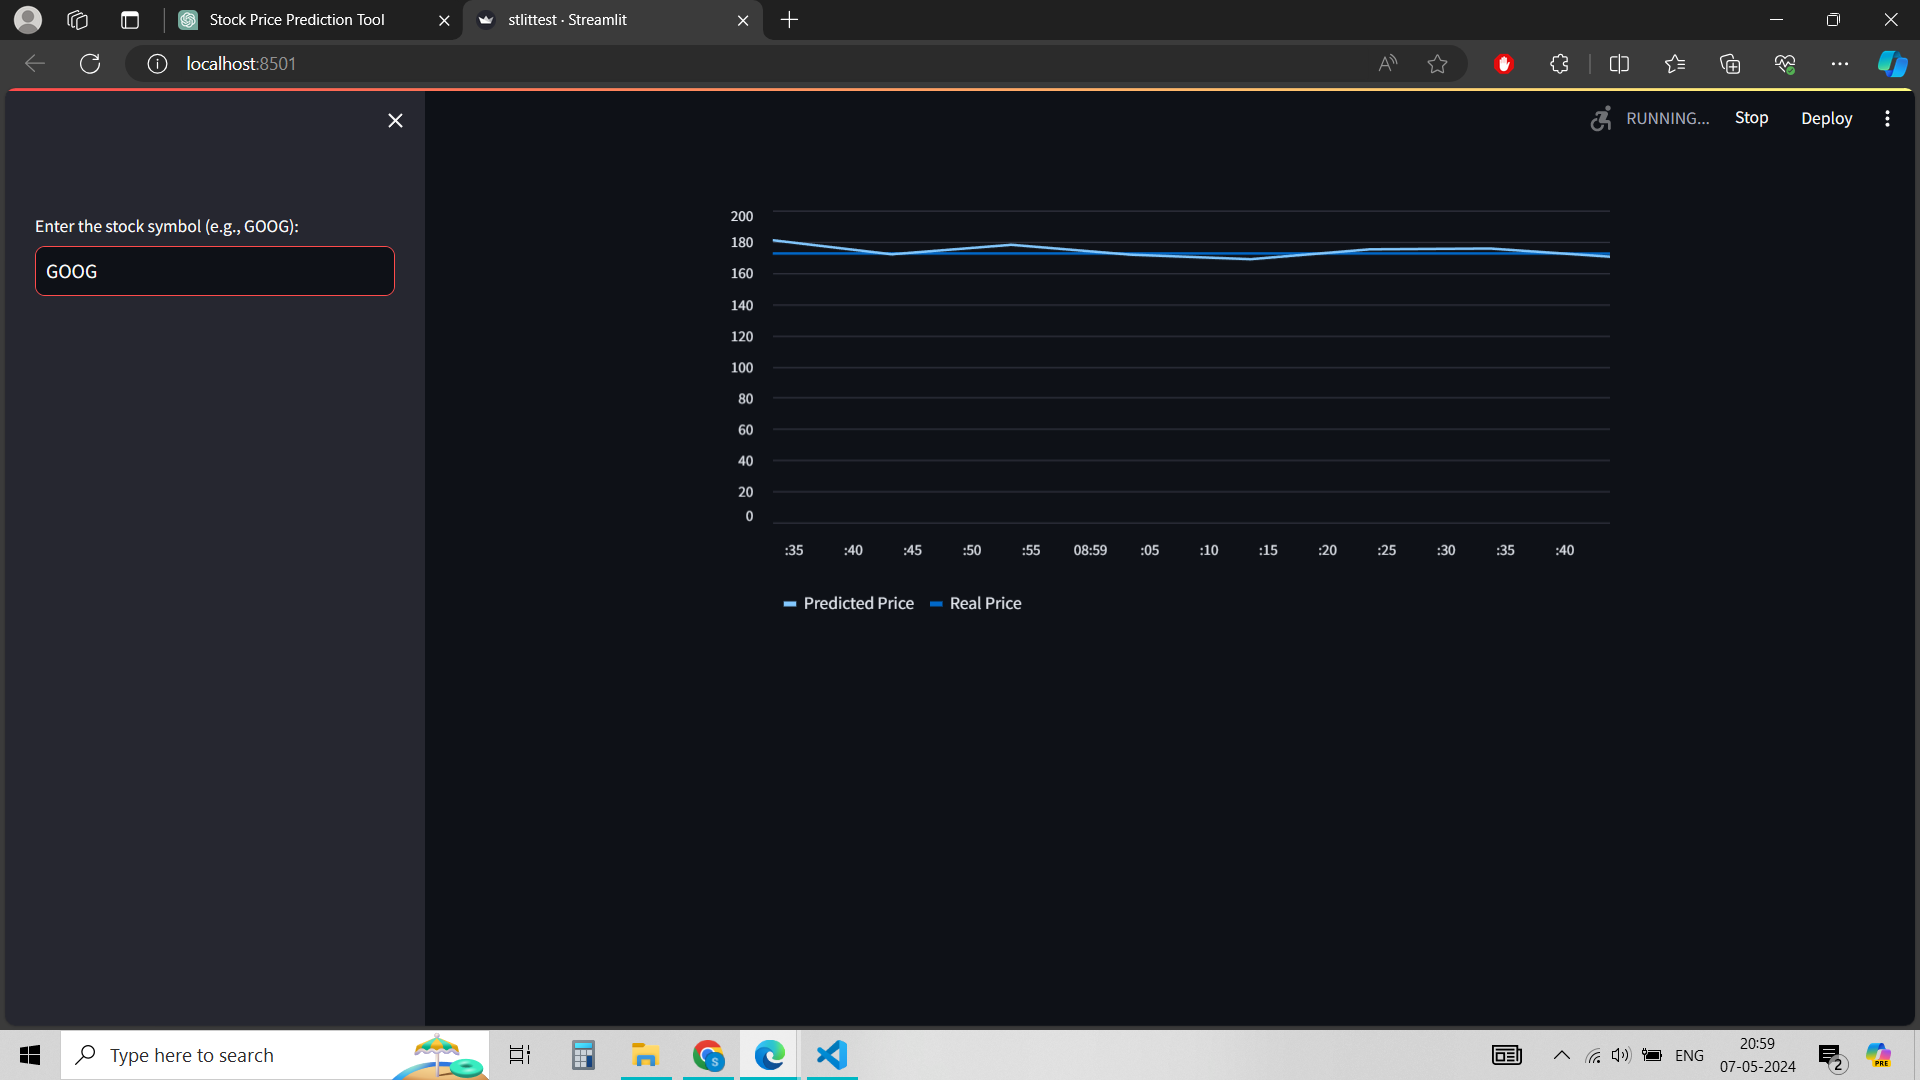 Stock Price Prediction Tool
stlittest · Streamlit
localhost:8501
RUNNING...
Stop
Deploy
Enter the stock symbol (e.g., GOOG):
GOOG
200
180
160
140
120
100
80
60
40
20
0
:35 :40 :45 :50 :55 08:59 :05 :10 :15 :20 :25 :30 :35 :40
Predicted Price Real Price
Type here to search
S
ENG
20:59
07-05-2024
2
PRE